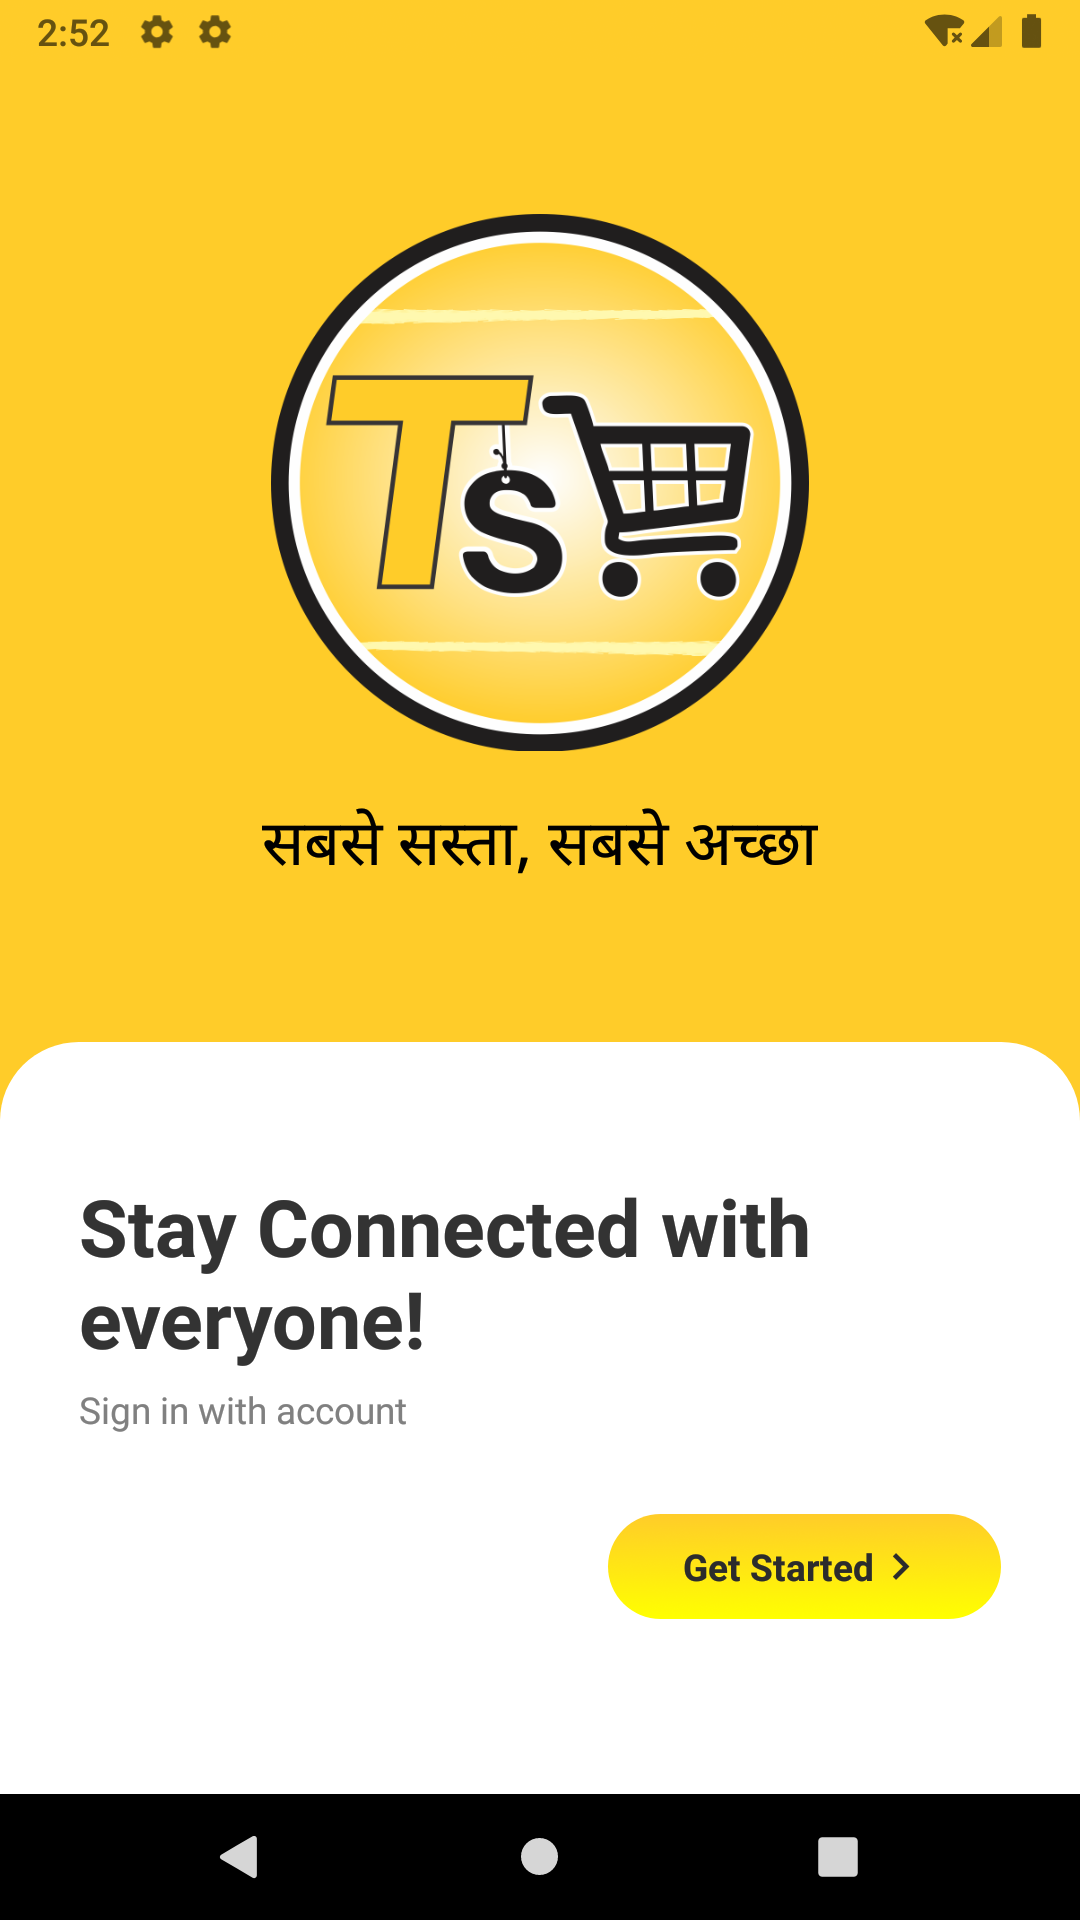 2:52
TS
सबसे सस्ता, सबसे अच्छा
Stay Connected with
everyone!
Sign in with account
Get Started